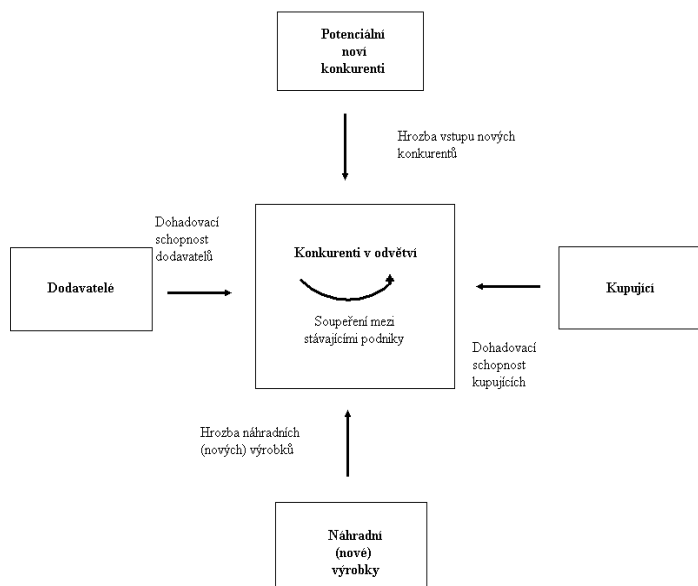 Potenciální
noví
konkurenti
Hrozba vstupu nových
konkurentů
Dohadovací
schopnost
dodavatelů
Dodavatelé
Konkurenti v odvětví
Soupeření mezi
stávajícími podniky
Kupující
Dohadovací
schopnost
kupujících
Hrozba náhradních
(nových) výrobků
Náhradní
(nové)
výrobky